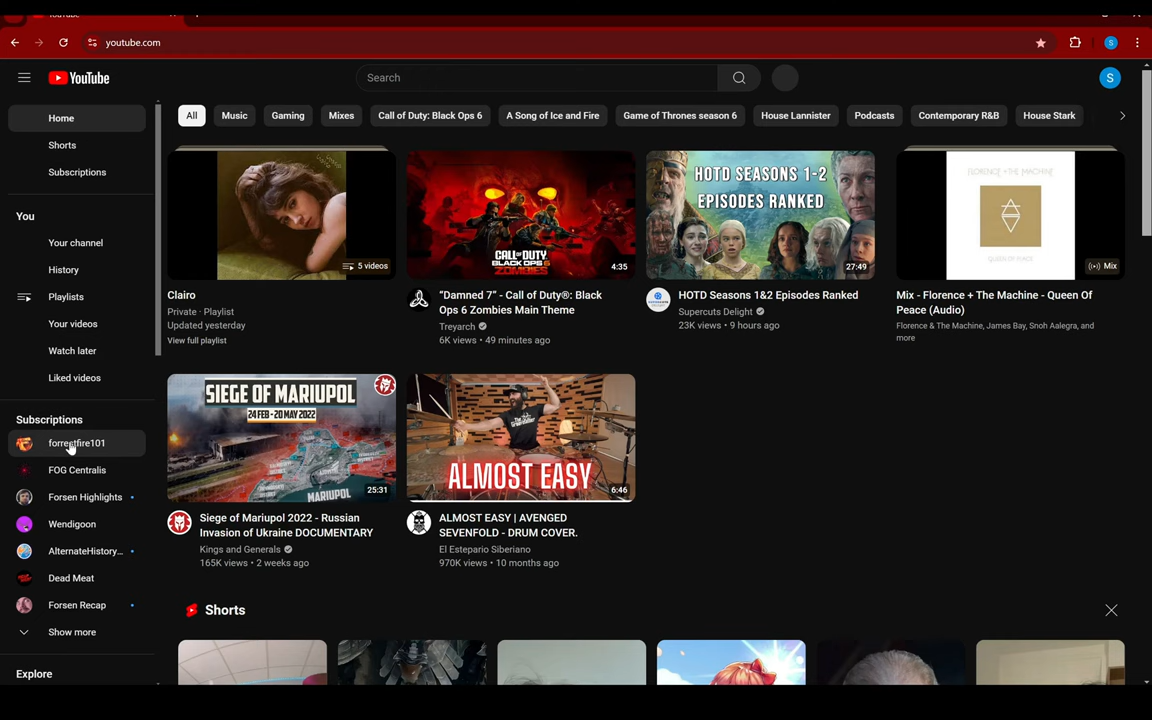 youtube.com
S
YouTube
Search
S
Home
Shorts
Subscriptions
You
Your channel
History
Playlists
Your videos
Watch later
Liked videos
Subscriptions
forrestfire101
FOG Centralis
Forsen Highlights
Wendigoon
AlternateHistory...
Dead Meat
Forsen Recap
Show more
Explore
All
Music
Gaming
Mixes
Call of Duty: Black Ops 6
A Song of Ice and Fire
Game of Thrones season 6
House Lannister
Podcasts
Contemporary R&B
House Stark
5 videos
Clairo
Private · Playlist
Updated yesterday
View full playlist
CALL OF DUTY
BLACK OPS 6
ZOMBIES
4:35
"Damned 7" - Call of Duty®: Black
Ops 6 Zombies Main Theme
Treyarch
6K views • 49 minutes ago
HOTD SEASONS 1-2
EPISODES RANKED
27:49
HOTD Seasons 1&2 Episodes Ranked
Supercuts Delight
23K views • 9 hours ago
FLORENCE + THE MACHINE
QUEEN OF PEACE
Mix
Mix - Florence + The Machine - Queen Of
Peace (Audio)
Florence & The Machine, James Bay, Snoh Aalegra, and
more
SIEGE OF MARIUPOL
24 FEB - 20 MAY 2022
MARIUPOL
25:31
Siege of Mariupol 2022 - Russian
Invasion of Ukraine DOCUMENTARY
Kings and Generals
165K views • 2 weeks ago
ALMOST EASY
6:46
ALMOST EASY | AVENGED
SEVENFOLD - DRUM COVER.
El Estepario Siberiano
970K views • 10 months ago
Shorts